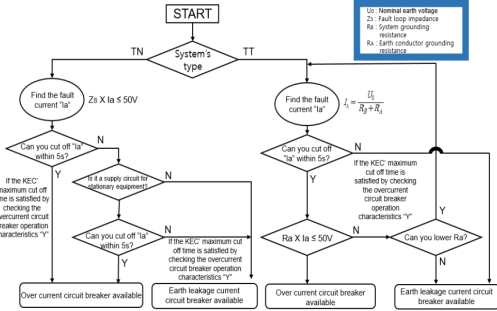 START
U₀ : Nominal earth voltage
Zs : Fault loop impedance
RB : System grounding
resistance
RA : Earth conductor grounding
resistance
TN
System's
type
TT
Find the fault
current "Ia"
Zs X Ia ≤ 50V
Find the fault
current "Ia"
Can you cut off "Ia"
within 5s?
N
Y
If the KEC'
maximum cut off
time is satisfied by
checking the
overcurrent circuit
breaker operation
characteristics "Y"
Is it a supply circuit for
stationary equipment?
N
Can you cut off "Ia"
within 5s?
N
Y
If the KEC' maximum cut
off time is satisfied by
checking the overcurrent
circuit breaker operation
characteristics "Y"
Over current circuit breaker available
Earth leakage current
circuit breaker available
Can you cut off
"Ia" within 5s?
N
Y
If the KEC' maximum
cut off time is
satisfied by checking
the overcurrent
circuit breaker
operation
characteristics "Y"
Ra X Ia ≤ 50V
N
Y
Can you lower Ra?
N
Over current circuit breaker
available
Earth leakage current circuit
breaker available